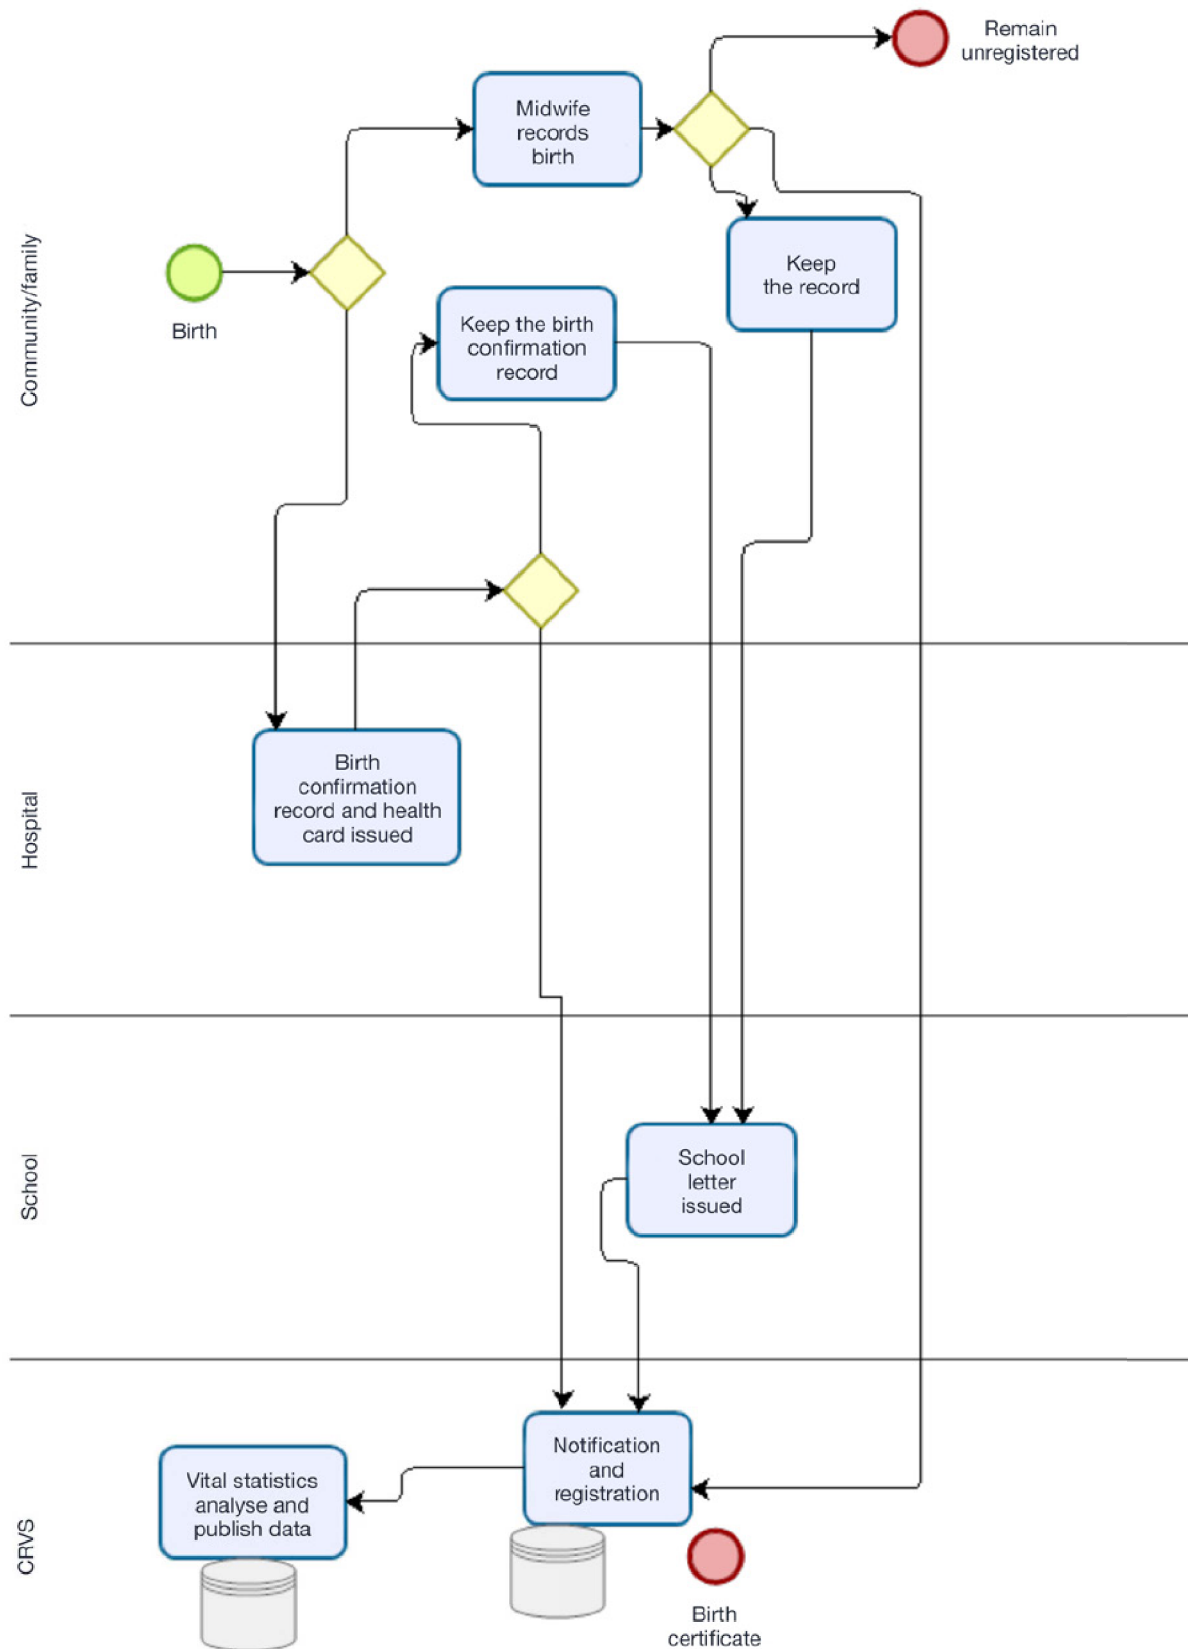 Remain
unregistered
Midwife
records
birth
Community/family
Birth
Keep
the record
Keep the birth
confirmation
record
Hospital
Birth
confirmation
record and health
card issued
School
School
letter
issued
CRVS
Notification
and
registration
Vital statistics
analyse and
publish data
Birth
certificate